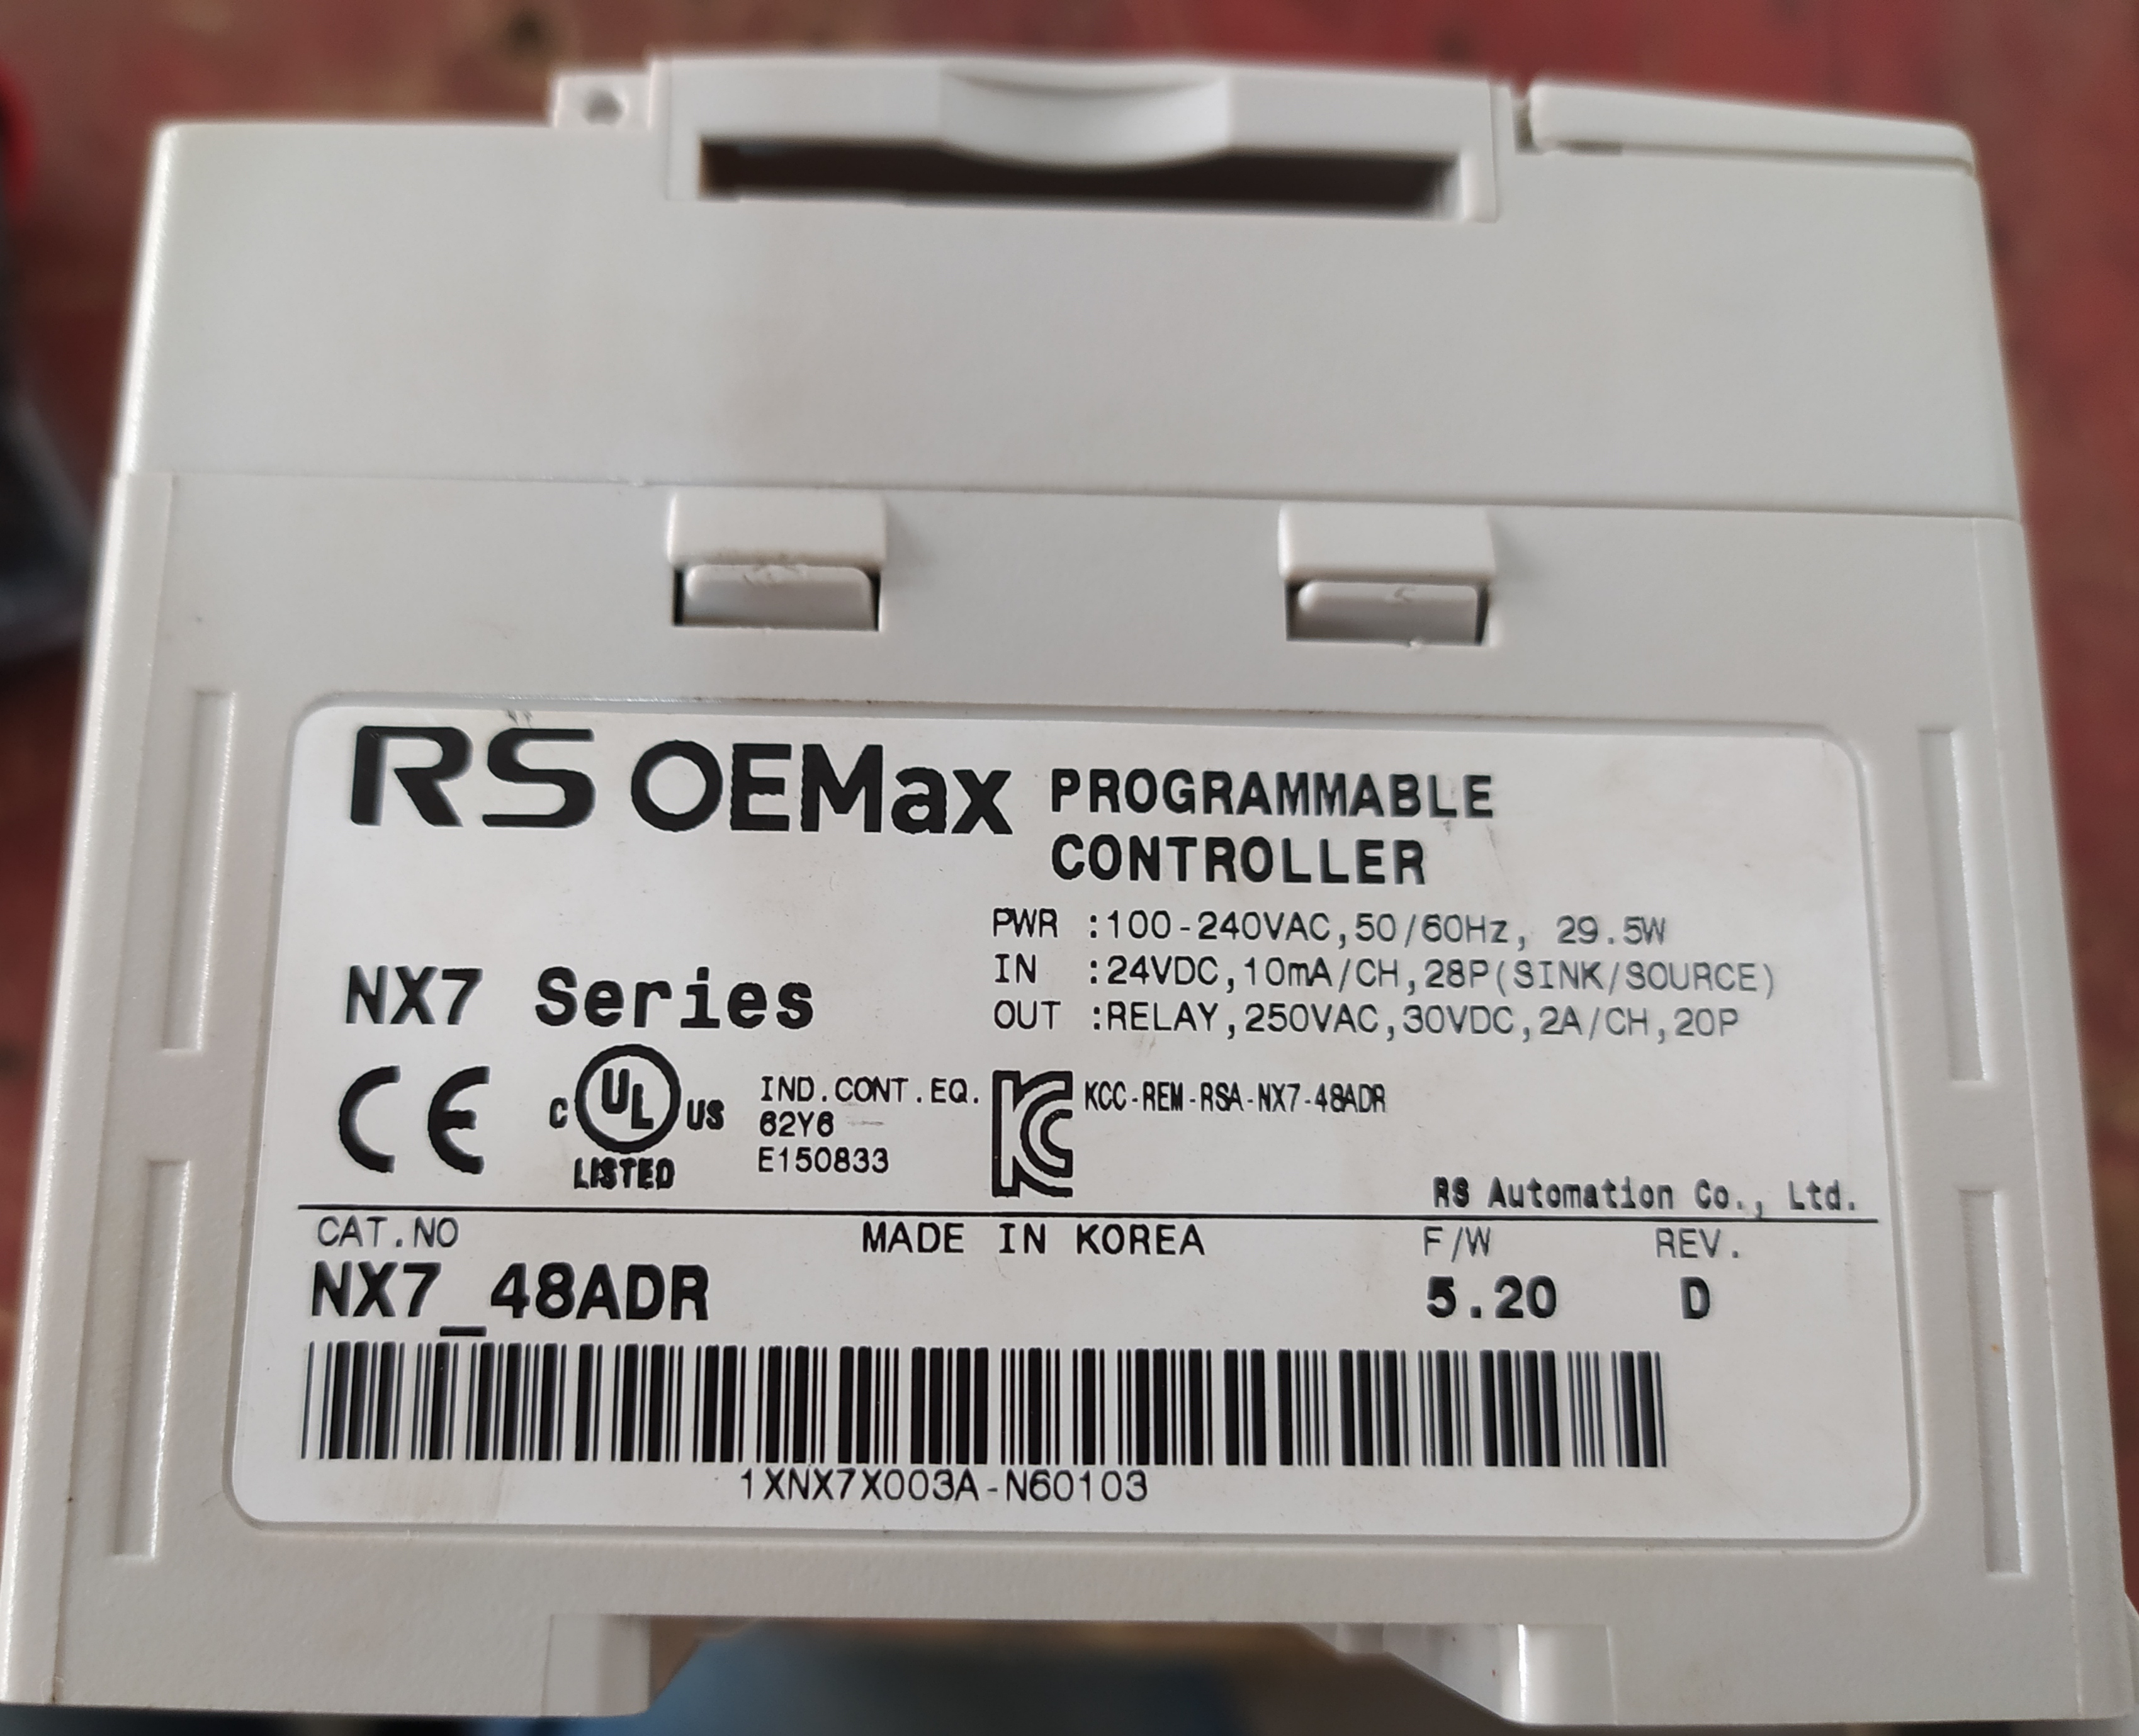 RS OEMax PROGRAMMABLE
CONTROLLER
PWR :100-240VAC,50/60Hz, 29.5W
IN :24VDC,10mA/CH,28P(SINK/SOURCE)
OUT :RELAY,250VAC,30VDC,2A/CH,20P
NX7 Series
CE
C UL US
LISTED
IND.CONT.EQ.
62Y6
E150833
KC KCC-REM-RSA-NX7-48ADR
RS Automation Co., Ltd.
CAT.NO MADE IN KOREA F/W REV.
NX7_48ADR 5.20 D
1XNX7X003A-N60103